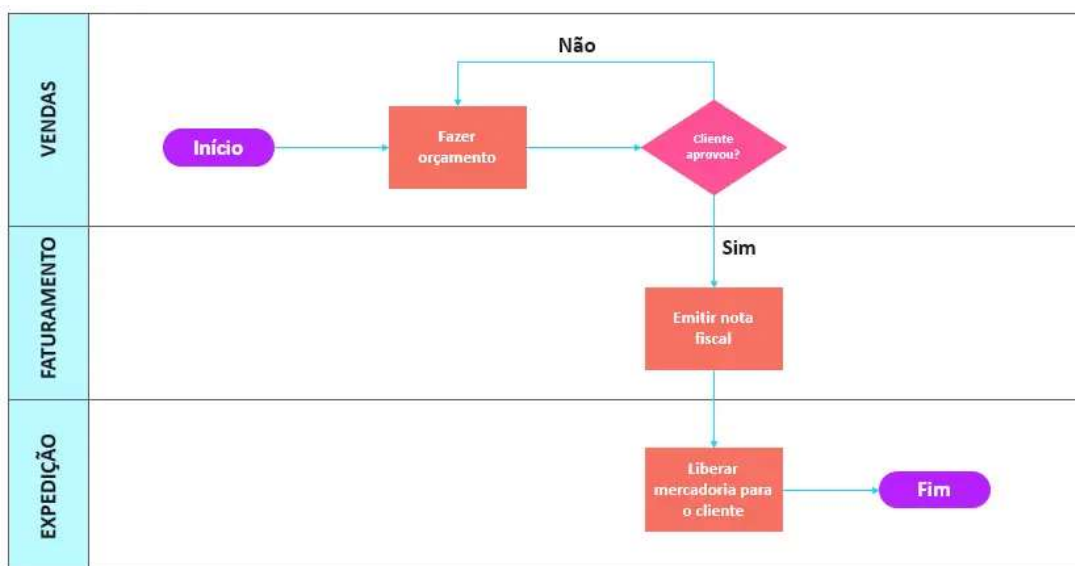 VENDAS
Não
Início
Fazer
orçamento
Cliente
aprovou?
FATURAMENTO
Sim
Emitir nota
fiscal
EXPEDIÇÃO
Liberar
mercadoria para
o cliente
Fim